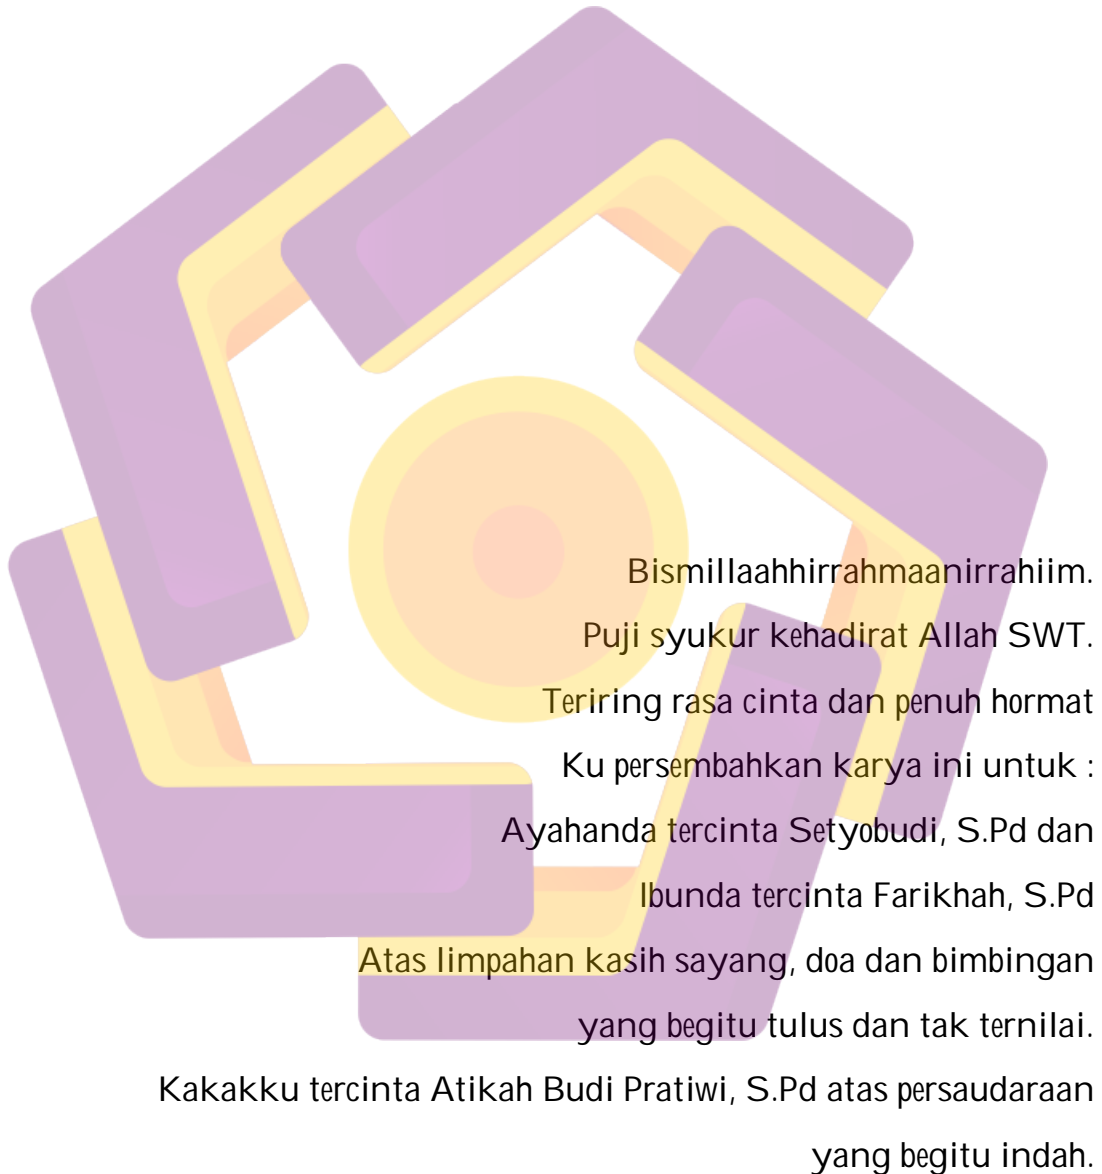 Bismillaahhirrahmaanirrahiim.
Puji syukur kehadirat Allah SWT.
Teriring rasa cinta dan penuh hormat
Ku persembahkan karya ini untuk :
Ayahanda tercinta Setyobudi, S.Pd dan
Ibunda tercinta Farikhah, S.Pd
Atas limpahan kasih sayang, doa dan bimbingan
yang begitu tulus dan tak ternilai.
Kakakku tercinta Atikah Budi Pratiwi, S.Pd atas persaudaraan
yang begitu indah.